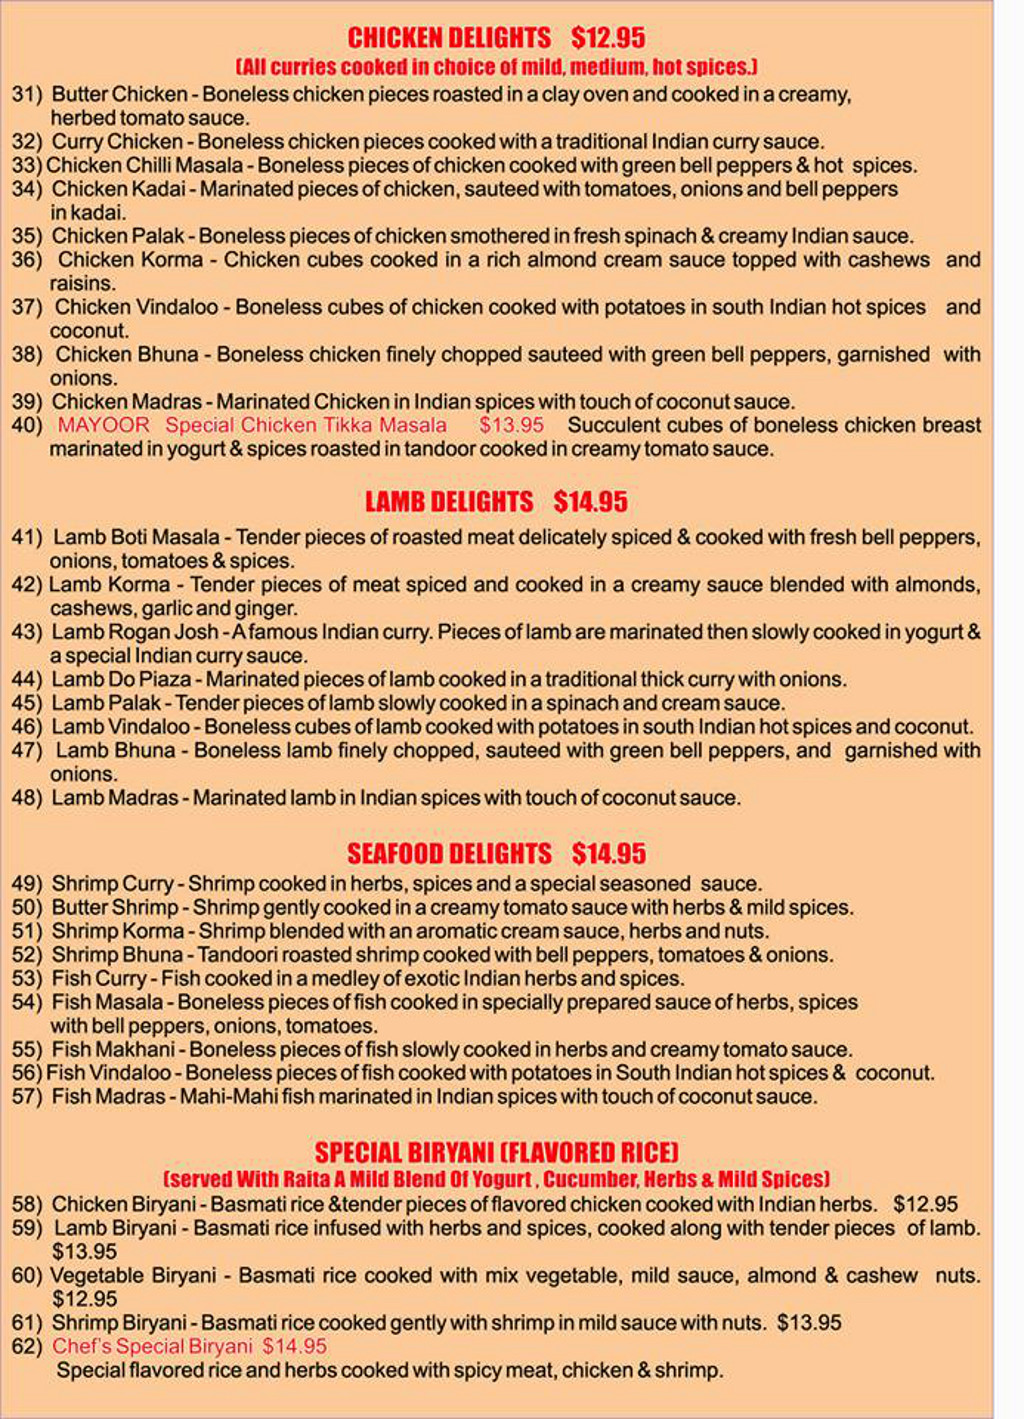 CHICKEN DELIGHTS $12.95
(All curries cooked in choice of mild, medium, hot spices.)
31) Butter Chicken - Boneless chicken pieces roasted in a clay oven and cooked in a creamy,
herbed tomato sauce.
32) Curry Chicken - Boneless chicken pieces cooked with a traditional Indian curry sauce.
33) Chicken Chilli Masala - Boneless pieces of chicken cooked with green bell peppers & hot spices.
34) Chicken Kadai - Marinated pieces of chicken, sauteed with tomatoes, onions and bell peppers
in kadai.
35) Chicken Palak - Boneless pieces of chicken smothered in fresh spinach & creamy Indian sauce.
36) Chicken Korma - Chicken cubes cooked in a rich almond cream sauce topped with cashews and
raisins.
37) Chicken Vindaloo - Boneless cubes of chicken cooked with potatoes in south Indian hot spices and
coconut.
38) Chicken Bhuna - Boneless chicken finely chopped sauteed with green bell peppers, garnished with
onions.
39) Chicken Madras - Marinated Chicken in Indian spices with touch of coconut sauce.
40) MAYOOR Special Chicken Tikka Masala $13.95 Succulent cubes of boneless chicken breast
marinated in yogurt & spices roasted in tandoor cooked in creamy tomato sauce.
LAMB DELIGHTS $14.95
41) Lamb Boti Masala - Tender pieces of roasted meat delicately spiced & cooked with fresh bell peppers,
onions, tomatoes & spices.
42) Lamb Korma - Tender pieces of meat spiced and cooked in a creamy sauce blended with almonds,
cashews, garlic and ginger.
43) Lamb Rogan Josh - A famous Indian curry. Pieces of lamb are marinated then slowly cooked in yogurt &
a special Indian curry sauce.
44) Lamb Do Piaza - Marinated pieces of lamb cooked in a traditional thick curry with onions.
45) Lamb Palak - Tender pieces of lamb slowly cooked in a spinach and cream sauce.
46) Lamb Vindaloo - Boneless cubes of lamb cooked with potatoes in south Indian hot spices and coconut.
47) Lamb Bhuna - Boneless lamb finely chopped, sauteed with green bell peppers, and garnished with
onions.
48) Lamb Madras - Marinated lamb in Indian spices with touch of coconut sauce.
SEAFOOD DELIGHTS $14.95
49) Shrimp Curry - Shrimp cooked in herbs, spices and a special seasoned sauce.
50) Butter Shrimp - Shrimp gently cooked in a creamy tomato sauce with herbs & mild spices.
51) Shrimp Korma - Shrimp blended with an aromatic cream sauce, herbs and nuts.
52) Shrimp Bhuna - Tandoori roasted shrimp cooked with bell peppers, tomatoes & onions.
53) Fish Curry - Fish cooked in a medley of exotic Indian herbs and spices.
54) Fish Masala - Boneless pieces of fish cooked in specially prepared sauce of herbs, spices
with bell peppers, onions, tomatoes.
55) Fish Makhani - Boneless pieces of fish slowly cooked in herbs and creamy tomato sauce.
56) Fish Vindaloo - Boneless pieces of fish cooked with potatoes in South Indian hot spices & coconut.
57) Fish Madras - Mahi-Mahi fish marinated in Indian spices with touch of coconut sauce.
SPECIAL BIRYANI (FLAVORED RICE)
(served With Raita A Mild Blend Of Yogurt , Cucumber, Herbs & Mild Spices)
58) Chicken Biryani - Basmati rice &tender pieces of flavored chicken cooked with Indian herbs. $12.95
59) Lamb Biryani - Basmati rice infused with herbs and spices, cooked along with tender pieces of lamb.
$13.95
60) Vegetable Biryani - Basmati rice cooked with mix vegetable, mild sauce, almond & cashew nuts.
$12.95
61) Shrimp Biryani - Basmati rice cooked gently with shrimp in mild sauce with nuts. $13.95
62) Chef's Special Biryani $14.95
Special flavored rice and herbs cooked with spicy meat, chicken & shrimp.